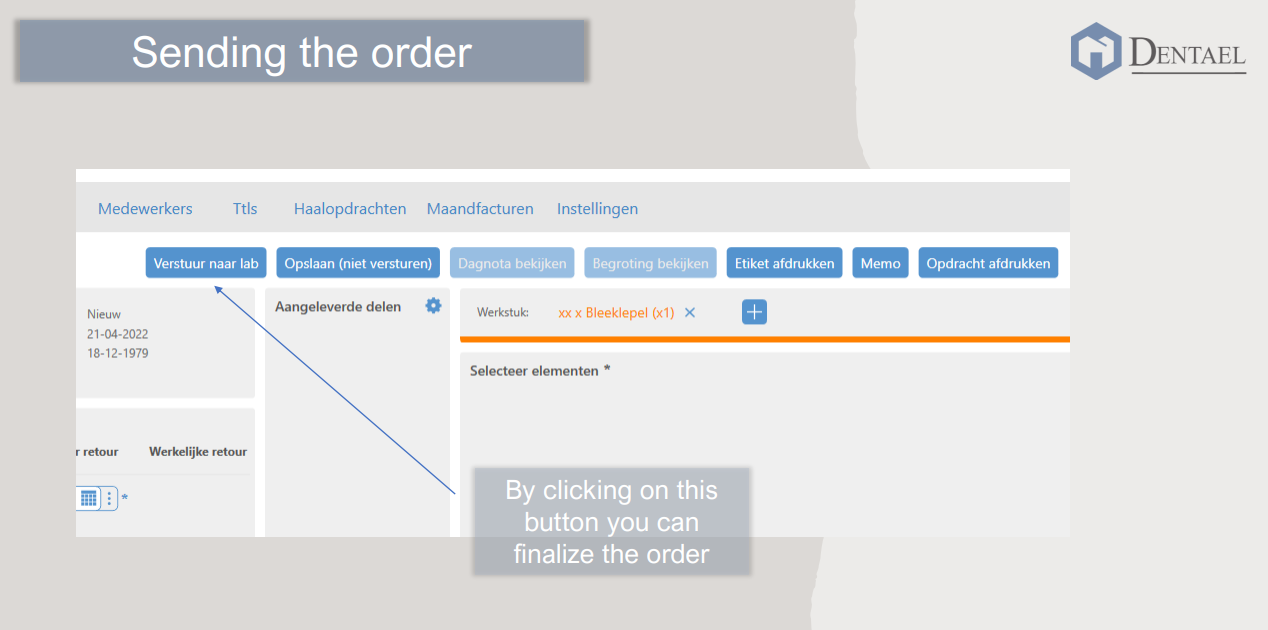 Sending the order
DENTAEL
Medewerkers Ttls Haalopdrachten Maandfacturen Instellingen
Verstuur naar lab Opslaan (niet versturen) Dagnota bekijken Begroting bekijken Etiket afdrukken Memo Opdracht afdrukken
Nieuw
21-04-2022
18-12-1979
Aangeleverde delen
Werkstuk: xx x Bleeklepel (x1)
Selecteer elementen *
r retour Werkelijke retour
*
By clicking on this
button you can
finalize the order